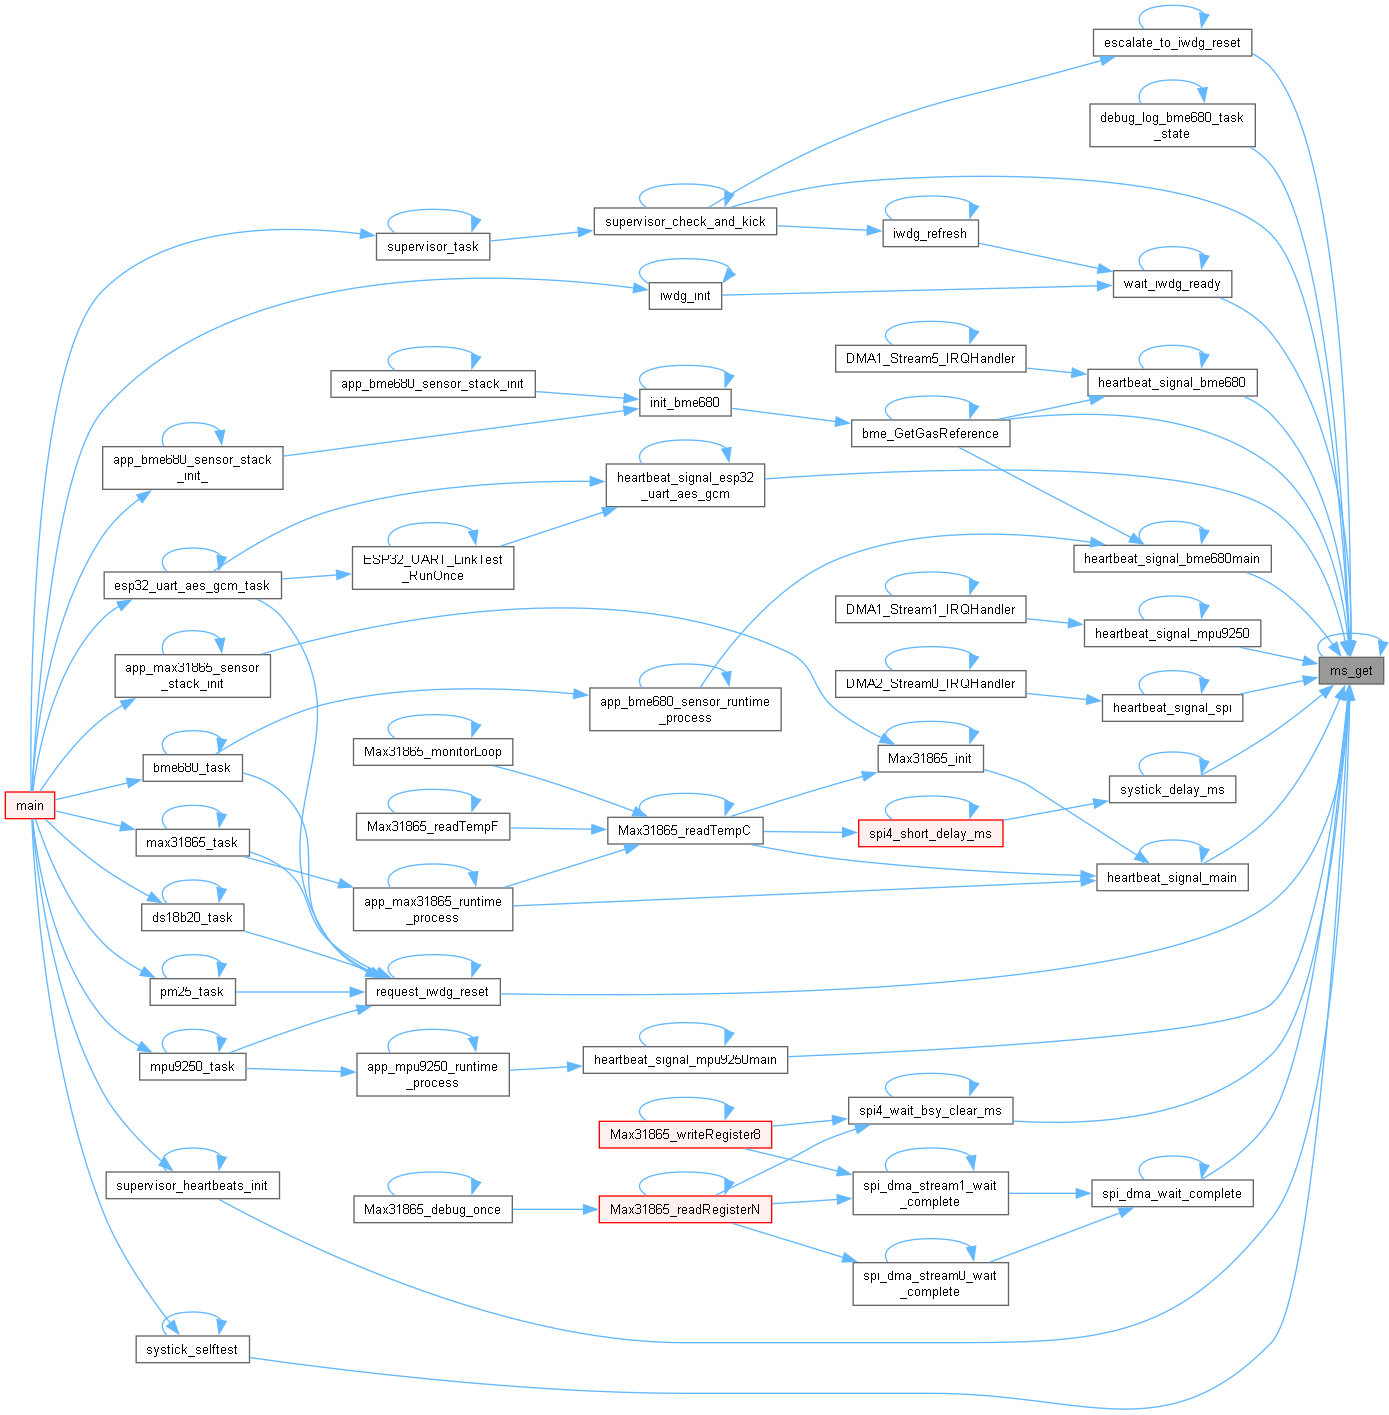 escalate_to_iwdg_reset
debug_log_bme680_task
_state
supervisor_check_and_kick
iwdg_refresh
supervisor_task
wait_iwdg_ready
iwdg_init
DMA1_Stream5_IRQHandler
heartbeat_signal_bme680
app_bme680_sensor_stack_init
init_bme680
bme_GetGasReference
app_bme680_sensor_stack
_init_
heartbeat_signal_esp32
_uart_aes_gcm
ESP32_UART_LinkTest
_RunOnce
heartbeat_signal_bme680main
esp32_uart_aes_gcm_task
DMA1_Stream1_IRQHandler
heartbeat_signal_mpu9250
app_max31865_sensor
_stack_init
ms_get
DMA2_Stream0_IRQHandler
app_bme680_sensor_runtime
_process
heartbeat_signal_spi
Max31865_monitorLoop
Max31865_init
bme680_task
systick_delay_ms
main
Max31865_readTempF
Max31865_readTempC
spi4_short_delay_ms
max31865_task
heartbeat_signal_main
app_max31865_runtime
_process
ds18b20_task
pm25_task
request_iwdg_reset
heartbeat_signal_mpu9250main
mpu9250_task
app_mpu9250_runtime
_process
spi4_wait_bsy_clear_ms
Max31865_writeRegister8
supervisor_heartbeats_init
spi_dma_stream1_wait
_complete
spi_dma_wait_complete
Max31865_debug_once
Max31865_readRegisterN
spi_dma_stream0_wait
_complete
systick_selftest